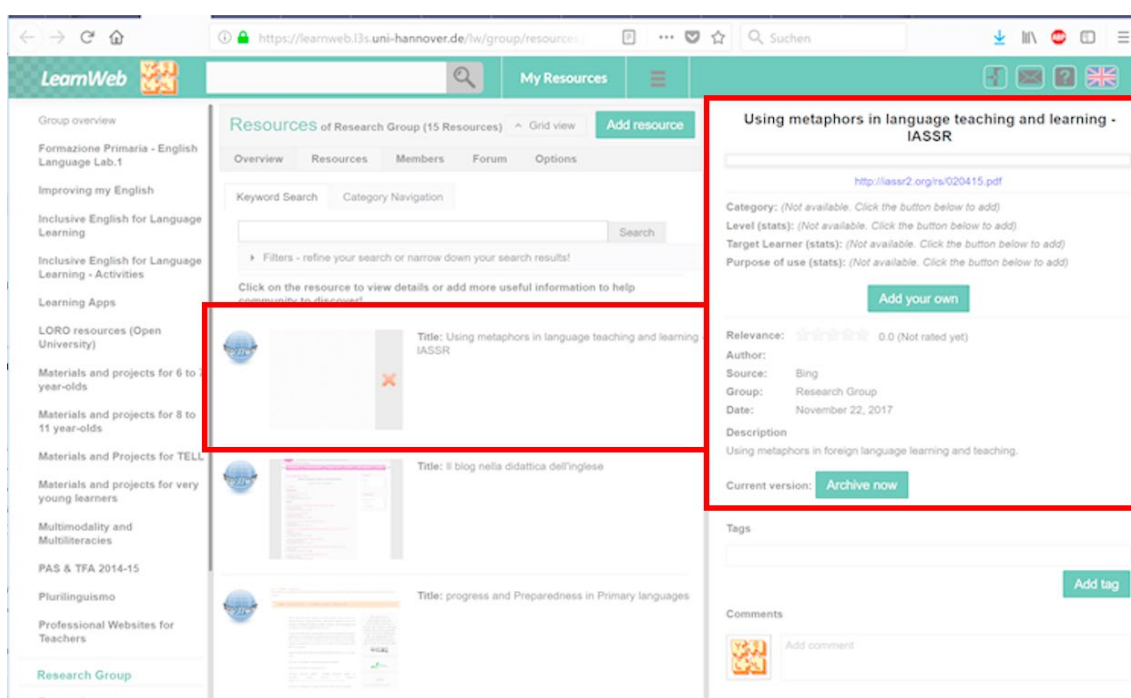 https://learnweb.l3s.uni-hannover.de/lw/group/resources
Suchen
ABP
LearnWeb
My Resources
Group overview
Formazione Primaria - English
Language Lab.1
Improving my English
Inclusive English for Language
Learning
Inclusive English for Language
Learning - Activities
Learning Apps
LORO resources (Open
University)
Materials and projects for 6 to 7
year-olds
Materials and projects for 8 to
11 year-olds
Materials and Projects for TELL
Materials and projects for very
young learners
Multimodality and
Multiliteracies
PAS & TFA 2014-15
Plurilinguismo
Professional Websites for
Teachers
Research Group
Resources of Research Group (15 Resources)
Grid view
Add resource
Overview Resources Members Forum Options
Keyword Search Category Navigation
Search
Filters - refine your search or narrow down your search results!
Click on the resource to view details or add more useful information to help
community to discover!
Title: Using metaphors in language teaching and learning -
IASSR
Title: Il blog nella didattica dell'inglese
Title: progress and Preparedness in Primary languages
Using metaphors in language teaching and learning -
IASSR
http://iassr2.org/rs/020415.pdf
Category: (Not available. Click the button below to add)
Level (stats): (Not available. Click the button below to add)
Target Learner (stats): (Not available. Click the button below to add)
Purpose of use (stats): (Not available. Click the button below to add)
Add your own
Relevance: 0.0 (Not rated yet)
Author:
Source: Bing
Group: Research Group
Date: November 22, 2017
Description
Using metaphors in foreign language learning and teaching.
Current version: Archive now
Tags
Add tag
Comments
Add comment